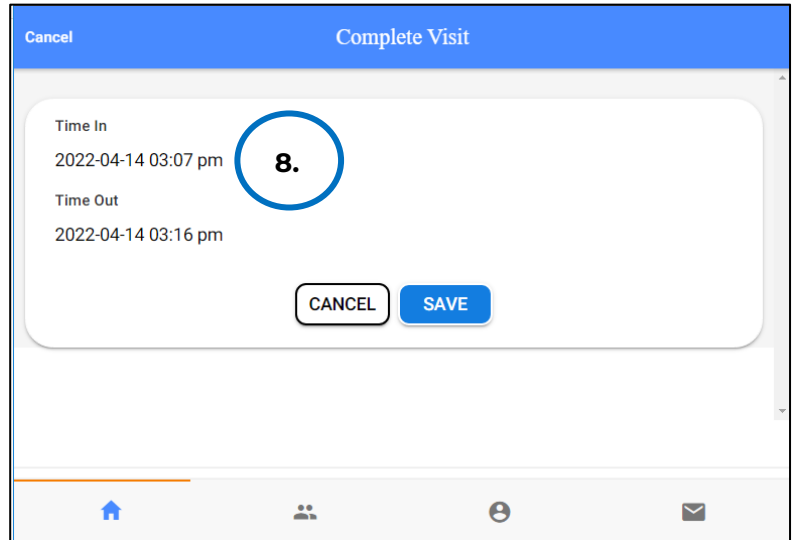 Cancel Complete Visit
Time In
2022-04-14 03:07 pm
8.
Time Out
2022-04-14 03:16 pm
CANCEL SAVE